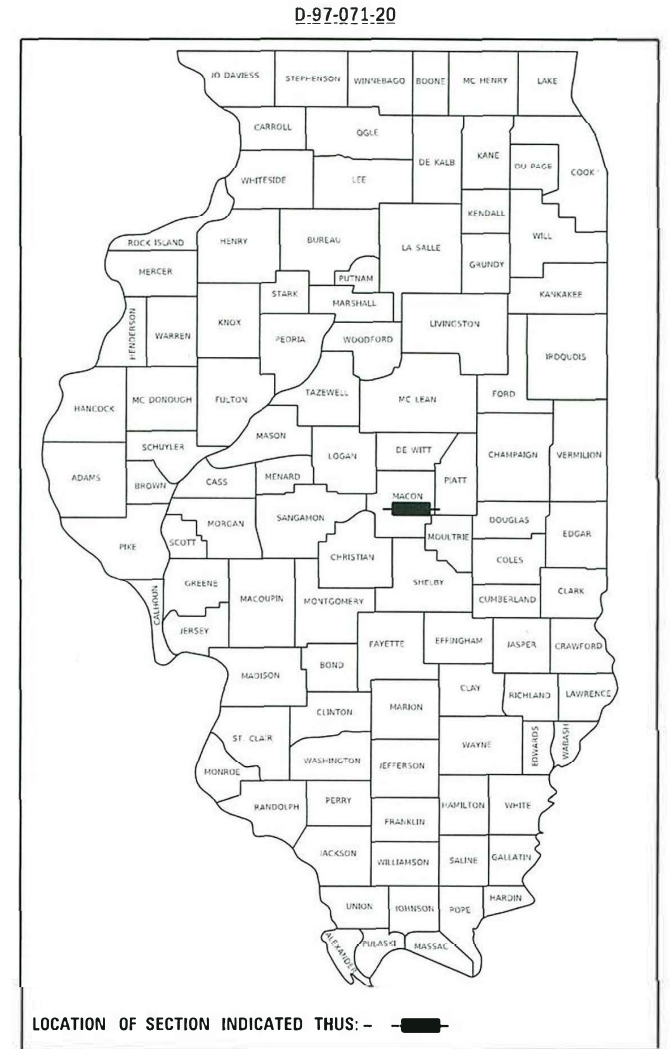 D-97-071-20
JO DAVIESS STEPHENSON WINNEBAGO BOONE MC HENRY LAKE
CARROLL OGLE
DE KALB KANE DU PAGE COOK
WHITESIDE LEE
KENDALL
ROCK ISLAND HENRY BUREAU LA SALLE WILL
MERCER PUTNAM GRUNDY
STARK MARSHALL KANKAKEE
HENDERSON WARREN KNOX PEORIA WOODFORD LIVINGSTON
IROQUOIS
HANCOCK MC DONOUGH FULTON TAZEWELL MC LEAN FORD
MASON
SCHUYLER LOGAN DE WITT CHAMPAIGN VERMILION
ADAMS BROWN CASS MENARD PIATT
MACON
PIKE SCOTT MORGAN SANGAMON DOUGLAS
MOULTRIE EDGAR
CHRISTIAN COLES
GREENE SHELBY
CALHOUN MACOUPIN MONTGOMERY CUMBERLAND CLARK
JERSEY FAYETTE EFFINGHAM JASPER CRAWFORD
MADISON BOND
CLAY RICHLAND LAWRENCE
CLINTON MARION
ST. CLAIR WAYNE EDWARDS WABASH
MONROE WASHINGTON JEFFERSON
RANDOLPH PERRY HAMILTON WHITE
FRANKLIN
JACKSON WILLIAMSON SALINE GALLATIN
UNION JOHNSON POPE HARDIN
ALEXANDER PULASKI MASSAC
LOCATION OF SECTION INDICATED THUS: -